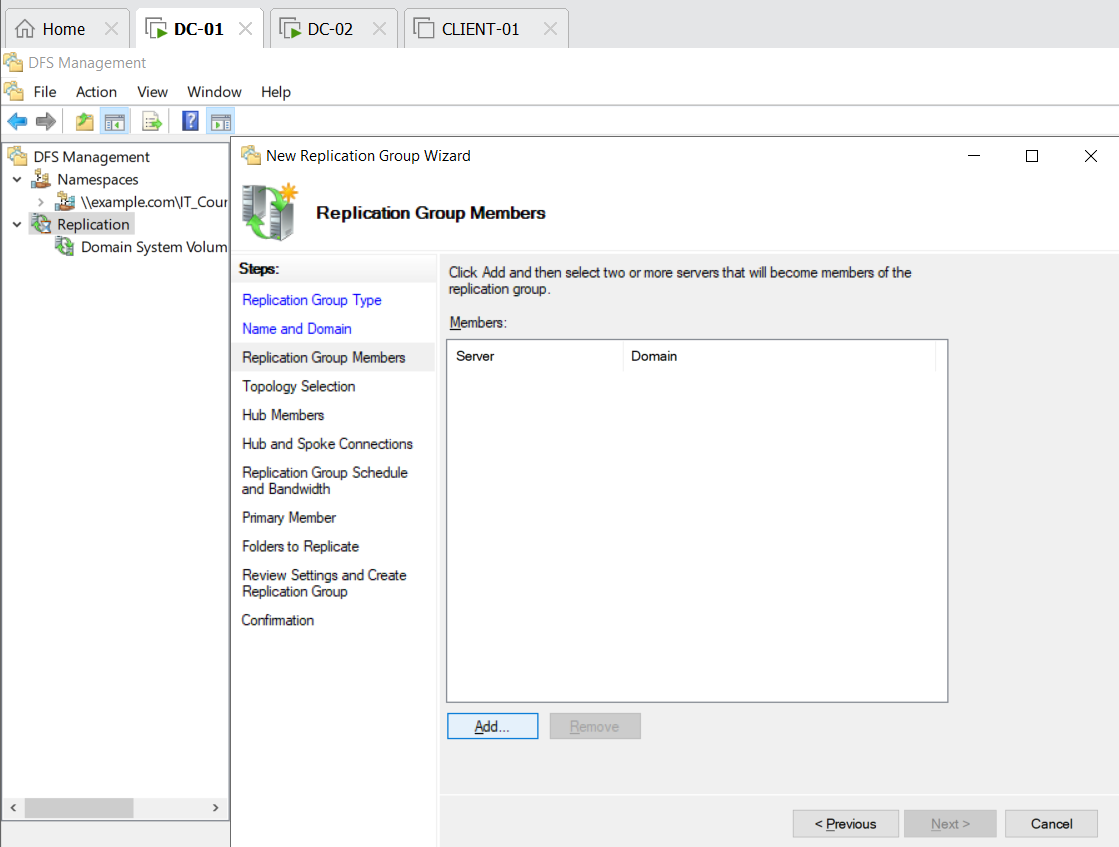 Home
DC-01
DC-02
CLIENT-01
DFS Management
File Action View Window Help
DFS Management
Namespaces
\\example.com\IT_Cour
Replication
Domain System Volum
New Replication Group Wizard
Replication Group Members
Steps:
Replication Group Type
Name and Domain
Replication Group Members
Topology Selection
Hub Members
Hub and Spoke Connections
Replication Group Schedule
and Bandwidth
Primary Member
Folders to Replicate
Review Settings and Create
Replication Group
Confirmation
Click Add and then select two or more servers that will become members of the
replication group.
Members:
Server Domain
Add... Remove
< Previous Next > Cancel